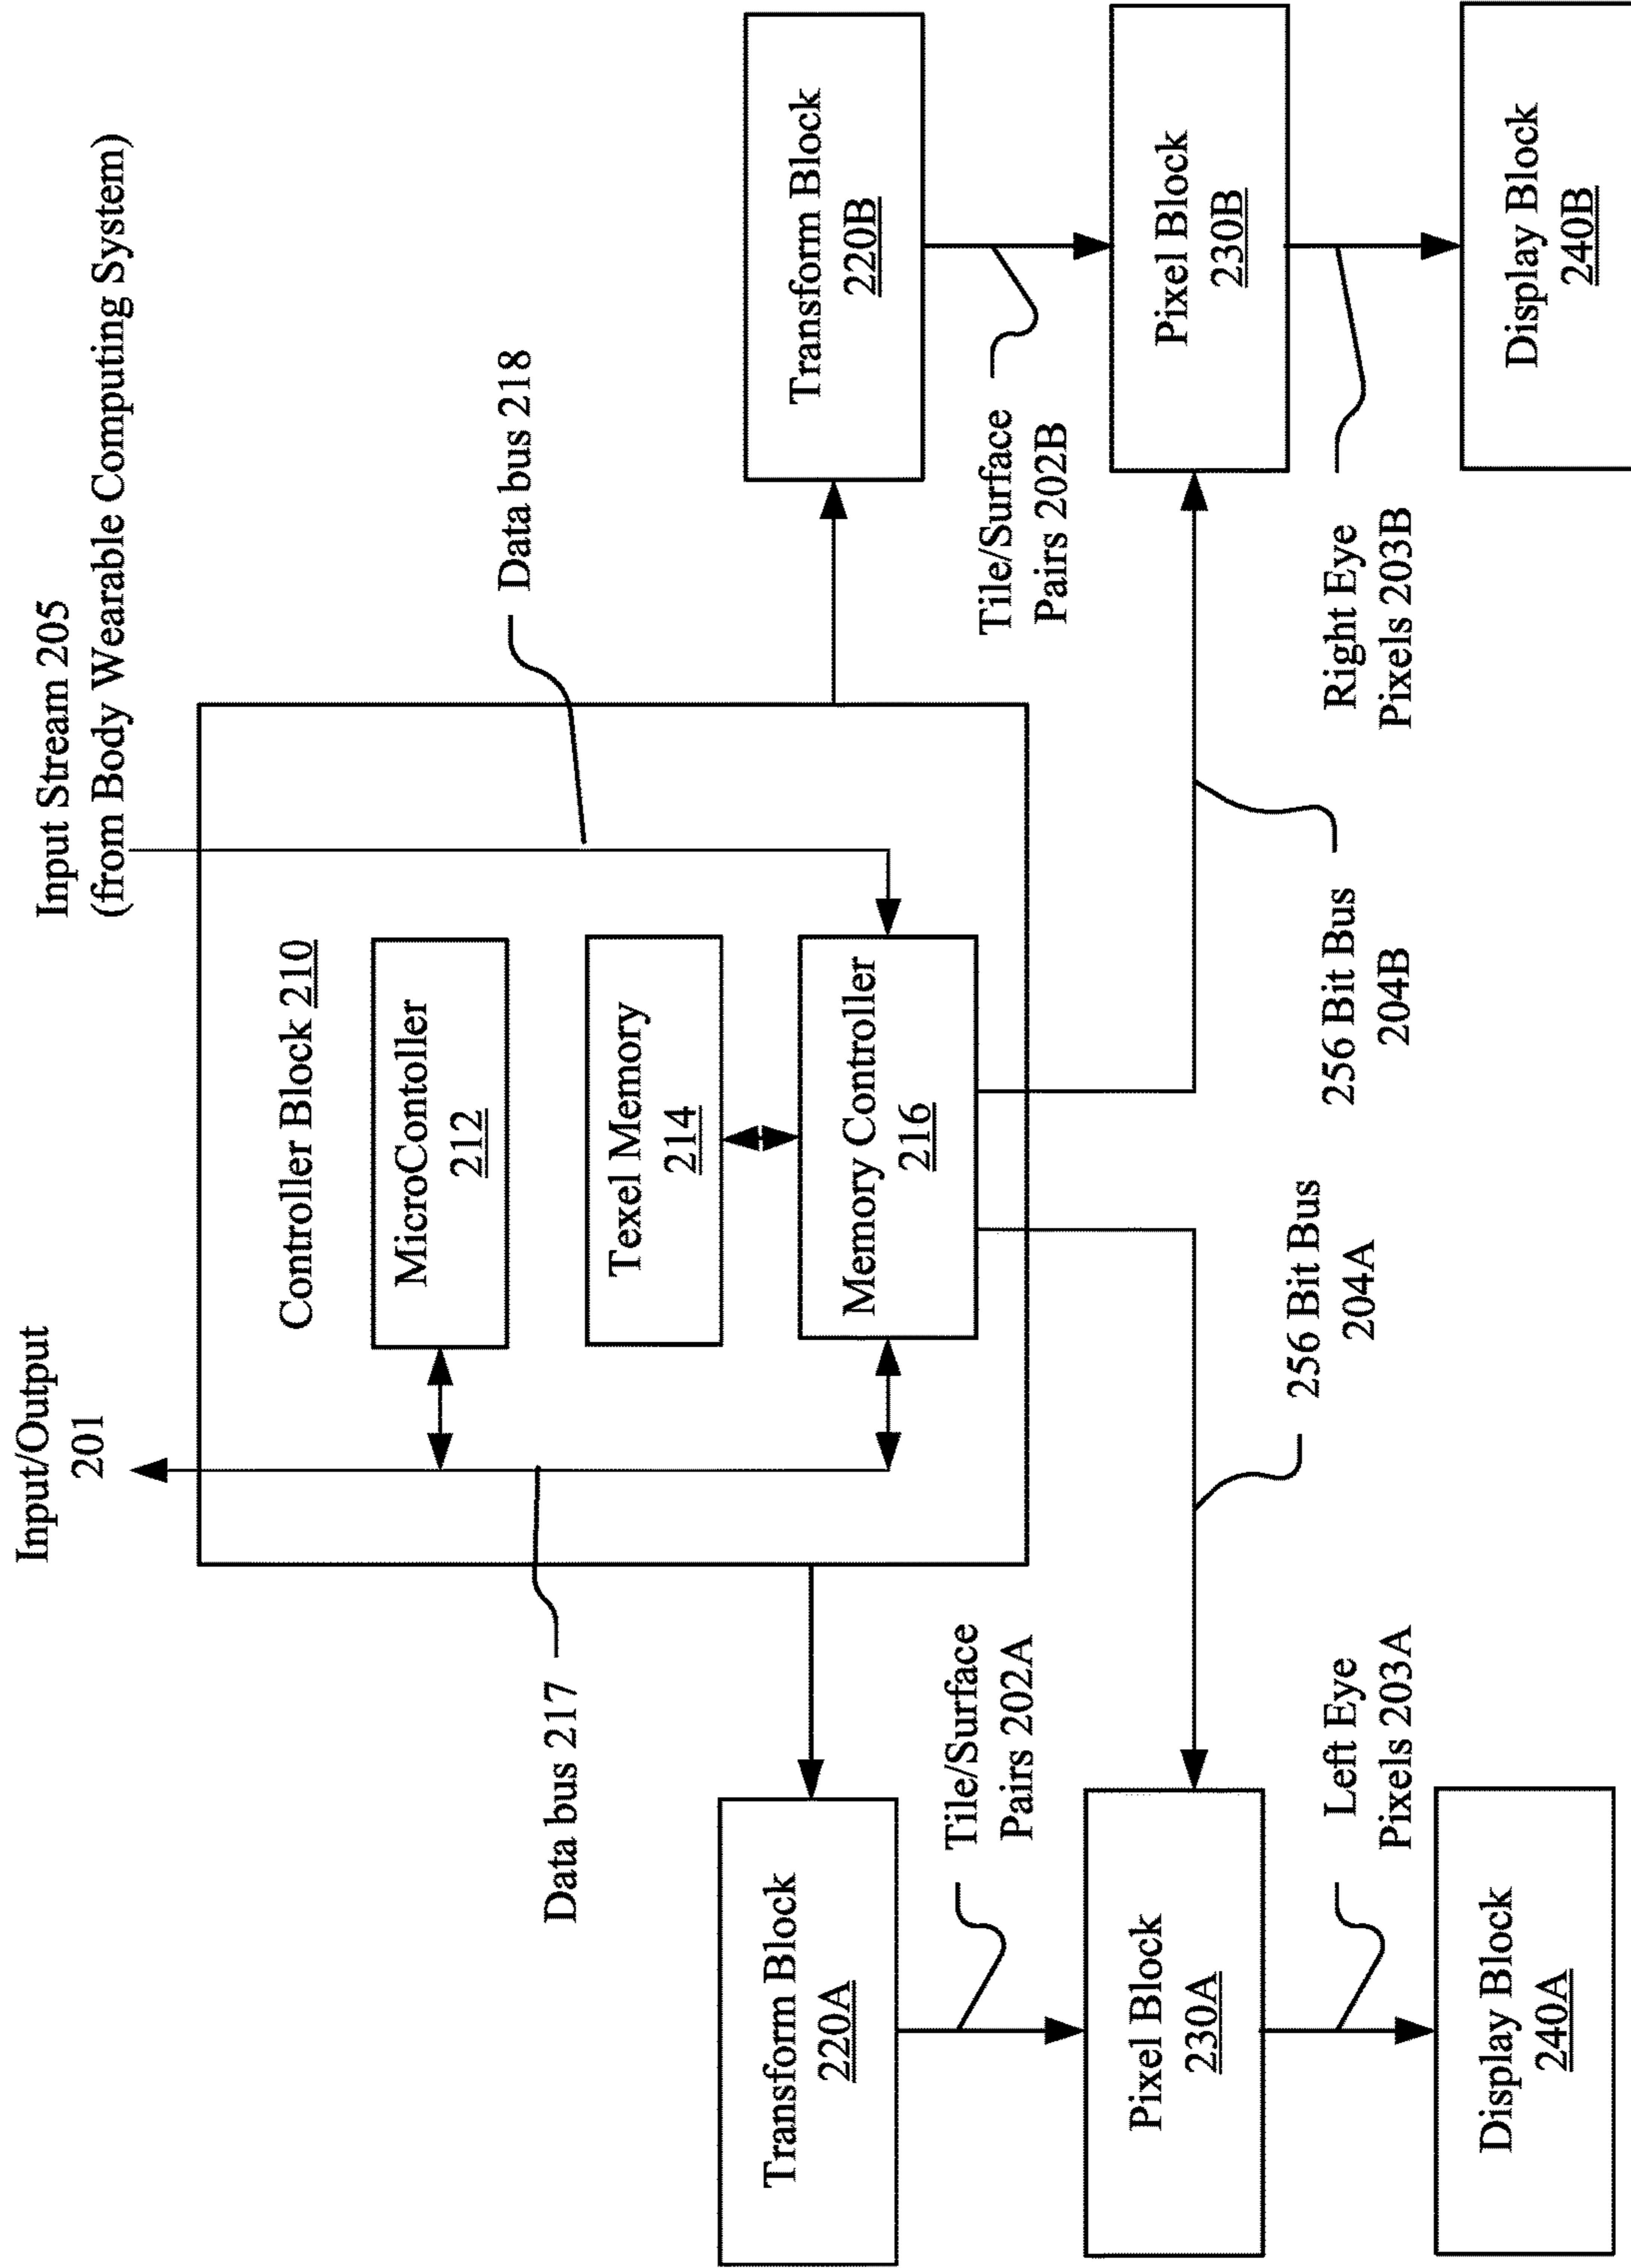 Input/Output
201
Input Stream 205
(from Body Wearable Computing System)
Controller Block 210
MicroContoller
212
Texel Memory
214
Memory Controller
216
Data bus 217
Data bus 218
Transform Block
220A
Transform Block
220B
Tile/Surface
Pairs 202A
Tile/Surface
Pairs 202B
Pixel Block
230A
Pixel Block
230B
256 Bit Bus
204A
256 Bit Bus
204B
Left Eye
Pixels 203A
Right Eye
Pixels 203B
Display Block
240A
Display Block
240B